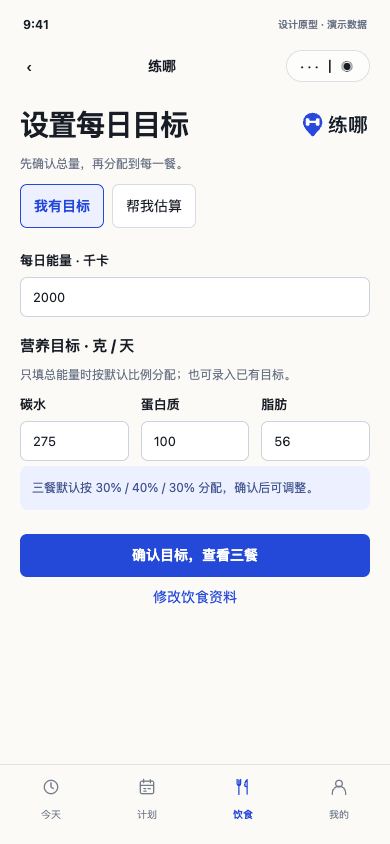 9:41
设计原型 · 演示数据
‹
练哪
设置每日目标
练哪
先确认总量，再分配到每一餐。
我有目标
帮我估算
每日能量 · 千卡
2000
营养目标 · 克 / 天
只填总能量时按默认比例分配；也可录入已有目标。
碳水 蛋白质 脂肪
275 100 56
三餐默认按 30% / 40% / 30% 分配，确认后可调整。
确认目标，查看三餐
修改饮食资料
今天 计划 饮食 我的